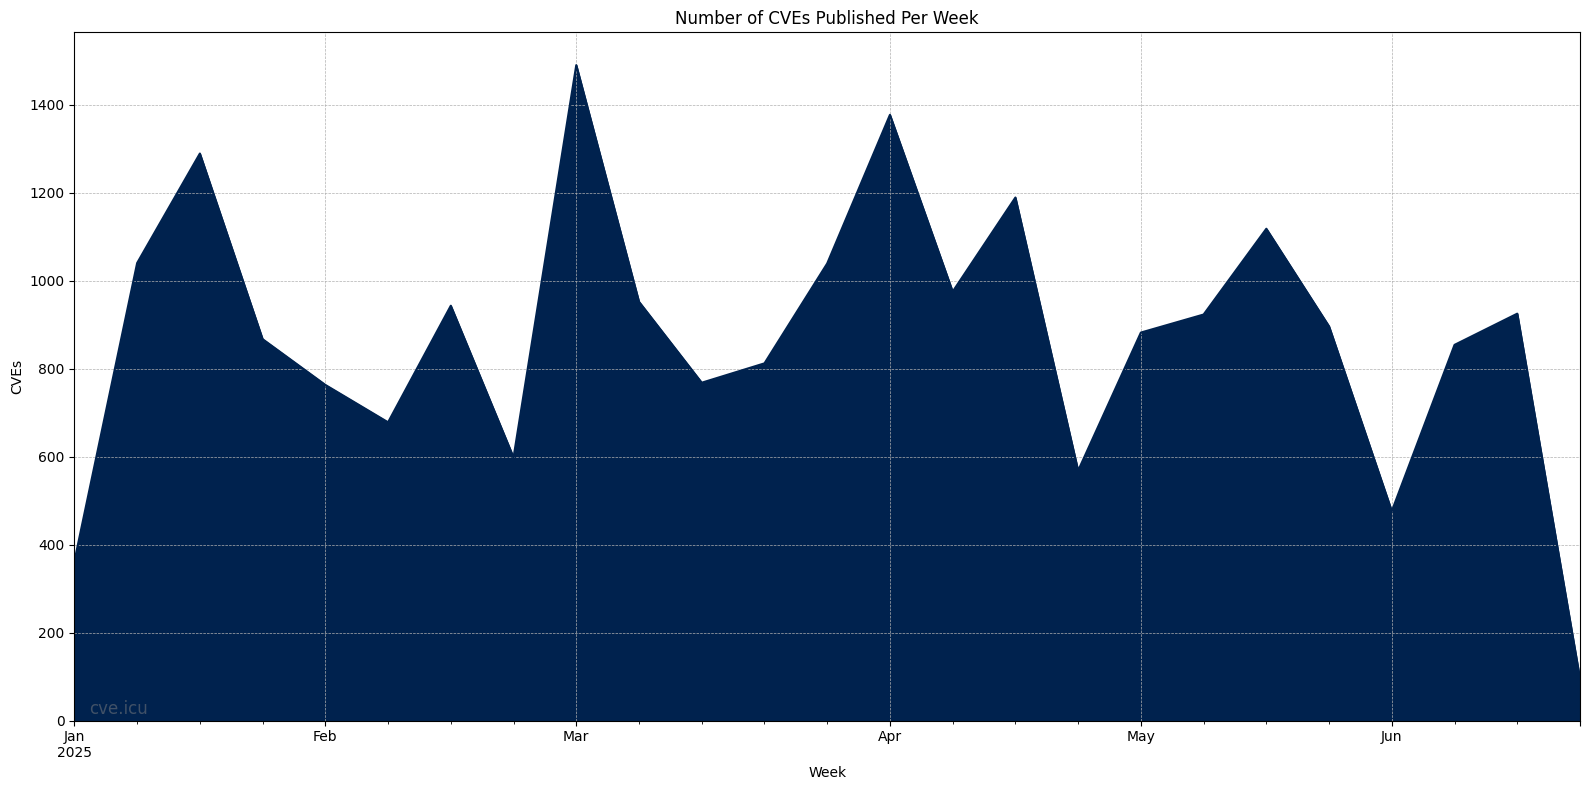 Number of CVEs Published Per Week
1400
1200
1000
800
600
400
200
0
CVEs
cve.icu
Jan
2025
Feb
Mar
Apr
May
Jun
Week